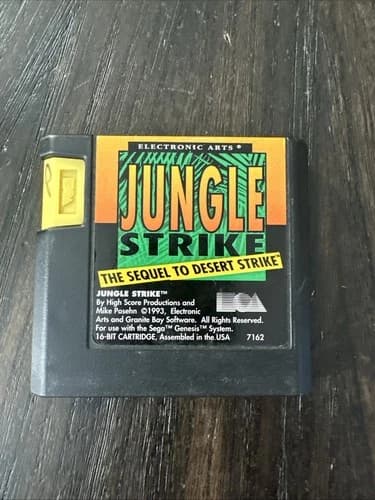 ELECTRONIC ARTS®
JUNGLE
STRIKE
THE SEQUEL TO DESERT STRIKE™
JUNGLE STRIKE™
By High Score Productions and
Mike Posehn ©1993, Electronic
Arts and Granite Bay Software. All Rights Reserved.
For use with the Sega™ Genesis™ System.
16-BIT CARTRIDGE, Assembled in the USA 7162
EOA